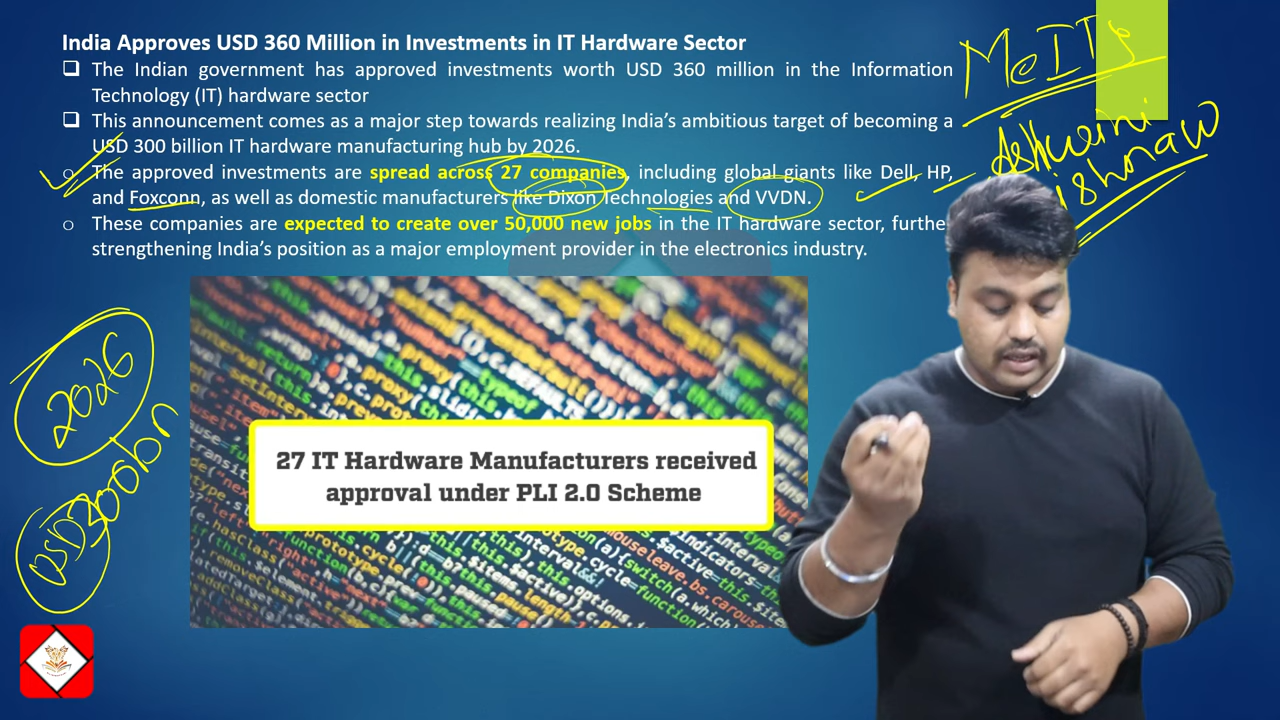 India Approves USD 360 Million in Investments in IT Hardware Sector
❑ The Indian government has approved investments worth USD 360 million in the Information
Technology (IT) hardware sector
❑ This announcement comes as a major step towards realizing India's ambitious target of becoming a
USD 300 billion IT hardware manufacturing hub by 2026.
o The approved investments are spread across 27 companies, including global giants like Dell, HP,
and Foxconn, as well as domestic manufacturers like Dixon Technologies and VVDN.
o These companies are expected to create over 50,000 new jobs in the IT hardware sector, furthe
strengthening India's position as a major employment provider in the electronics industry.
MeITy
Ashwini
ishnaw
2026
USD300bn
27 IT Hardware Manufacturers received
approval under PLI 2.0 Scheme